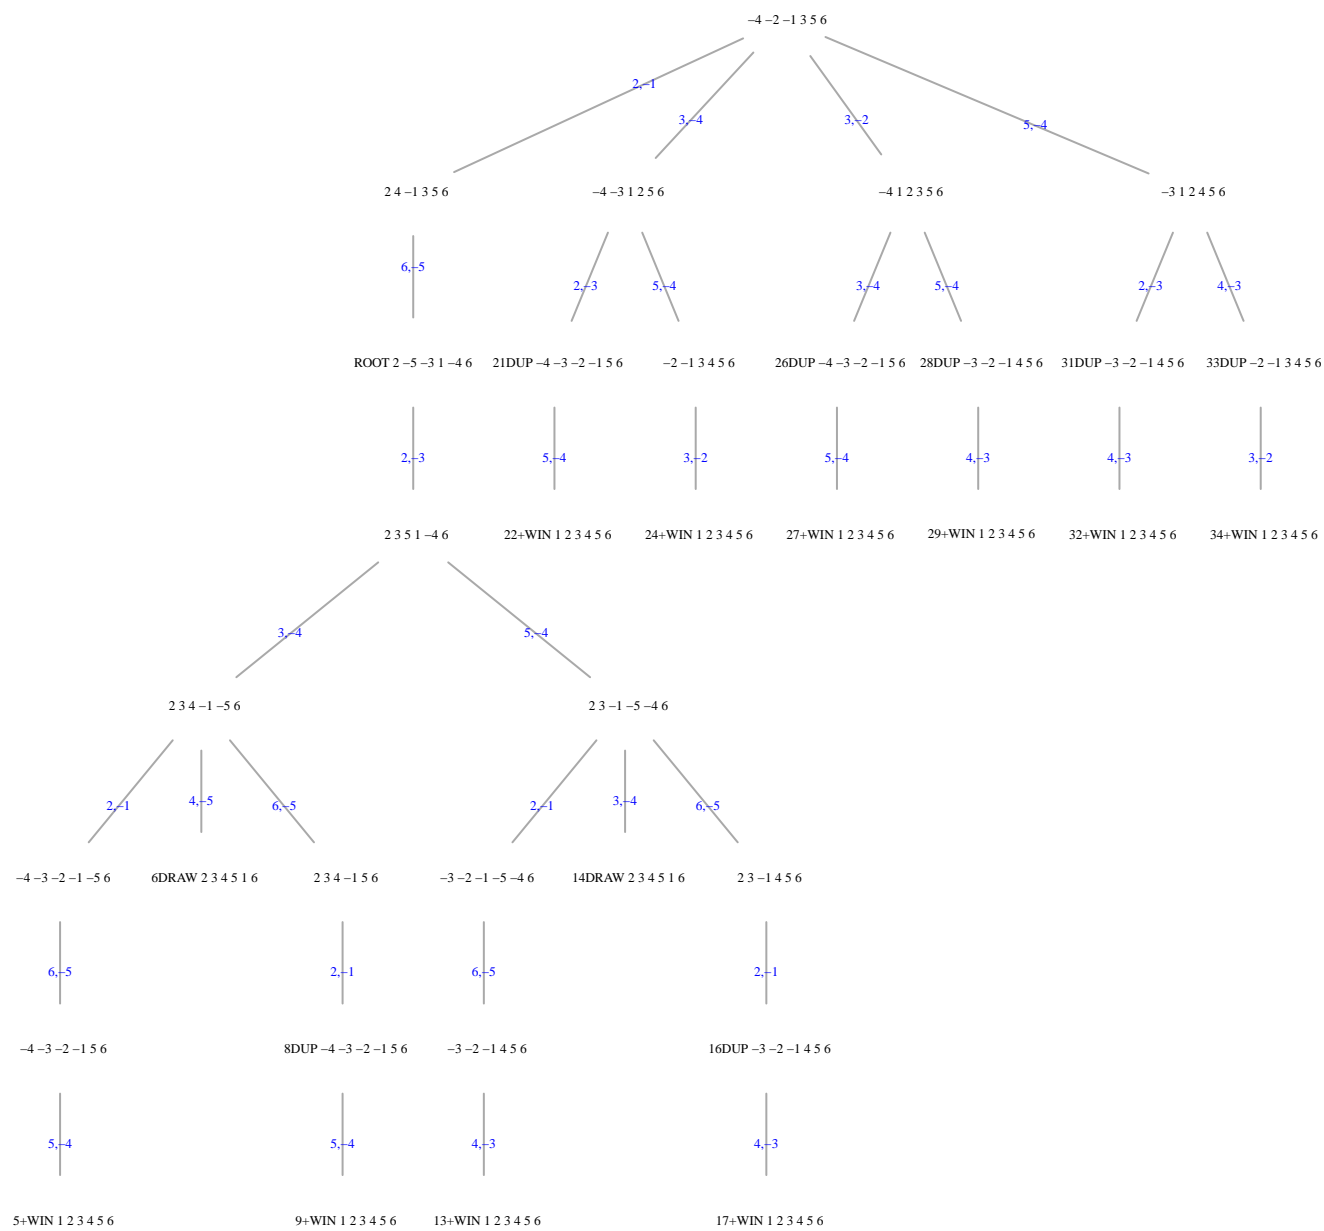 −4 −2 −1 3 5 6
2,−1
3,−4
3,−2
5,−4
2 4 −1 3 5 6
−4 −3 1 2 5 6
−4 1 2 3 5 6
−3 1 2 4 5 6
6,−5
2,−3
5,−4
3,−4
5,−4
2,−3
4,−3
ROOT 2 −5 −3 1 −4 6
21DUP −4 −3 −2 −1 5 6
−2 −1 3 4 5 6
26DUP −4 −3 −2 −1 5 6
28DUP −3 −2 −1 4 5 6
31DUP −3 −2 −1 4 5 6
33DUP −2 −1 3 4 5 6
2,−3
5,−4
3,−2
5,−4
4,−3
4,−3
3,−2
2 3 5 1 −4 6
22+WIN 1 2 3 4 5 6
24+WIN 1 2 3 4 5 6
27+WIN 1 2 3 4 5 6
29+WIN 1 2 3 4 5 6
32+WIN 1 2 3 4 5 6
34+WIN 1 2 3 4 5 6
3,−4
5,−4
2 3 4 −1 −5 6
2 3 −1 −5 −4 6
2,−1
4,−5
6,−5
2,−1
3,−4
6,−5
−4 −3 −2 −1 −5 6
6DRAW 2 3 4 5 1 6
2 3 4 −1 5 6
−3 −2 −1 −5 −4 6
14DRAW 2 3 4 5 1 6
2 3 −1 4 5 6
6,−5
2,−1
6,−5
2,−1
−4 −3 −2 −1 5 6
8DUP −4 −3 −2 −1 5 6
−3 −2 −1 4 5 6
16DUP −3 −2 −1 4 5 6
5,−4
5,−4
4,−3
4,−3
5+WIN 1 2 3 4 5 6
9+WIN 1 2 3 4 5 6
13+WIN 1 2 3 4 5 6
17+WIN 1 2 3 4 5 6